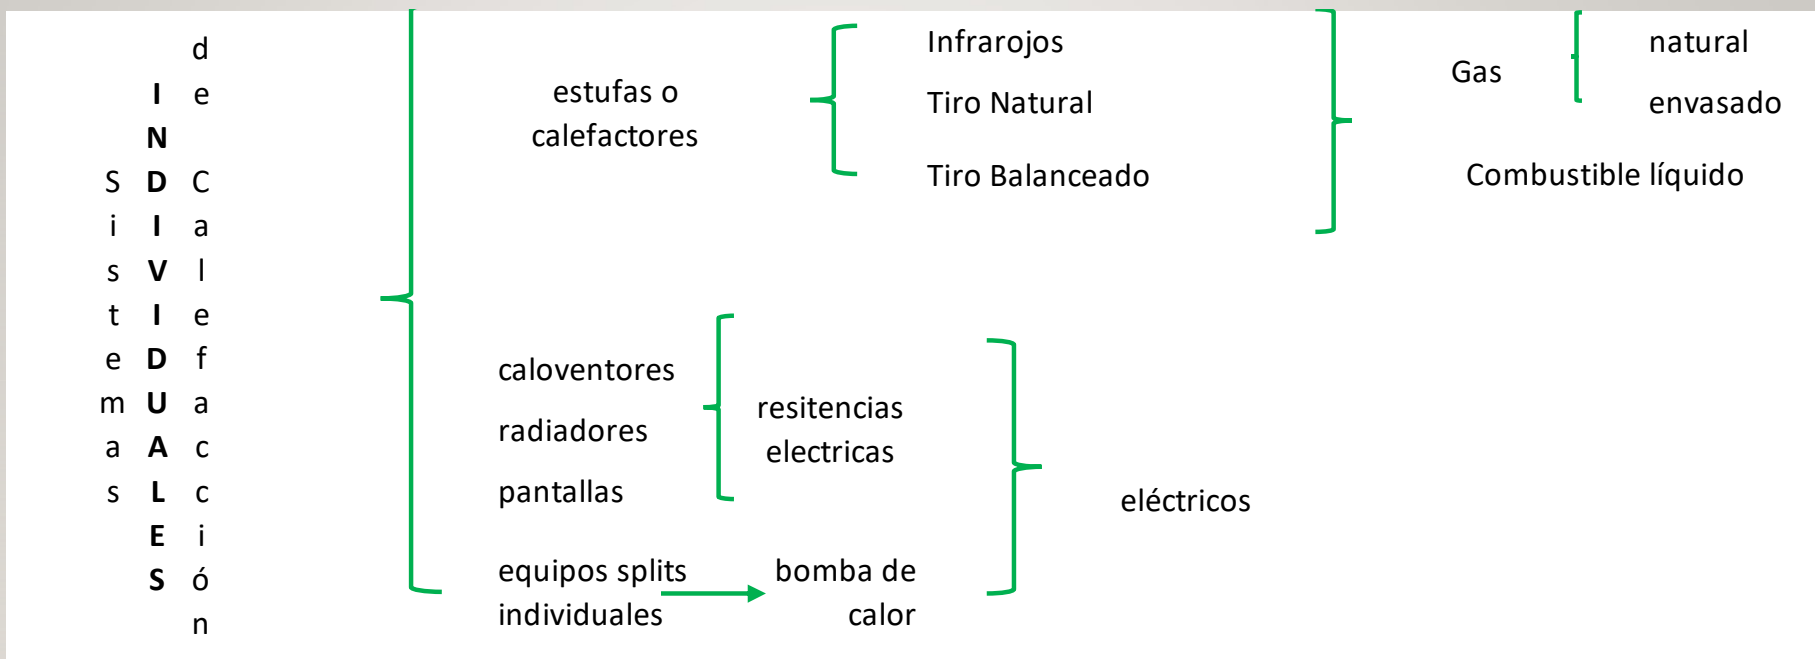 Sistemas
INDIVIDUALES
de Calefacción
estufas o
calefactores
Infrarojos
Tiro Natural
Tiro Balanceado
Gas
natural
envasado
Combustible líquido
caloventores
radiadores
pantallas
resitencias
electricas
equipos splits
individuales
bomba de
calor
eléctricos